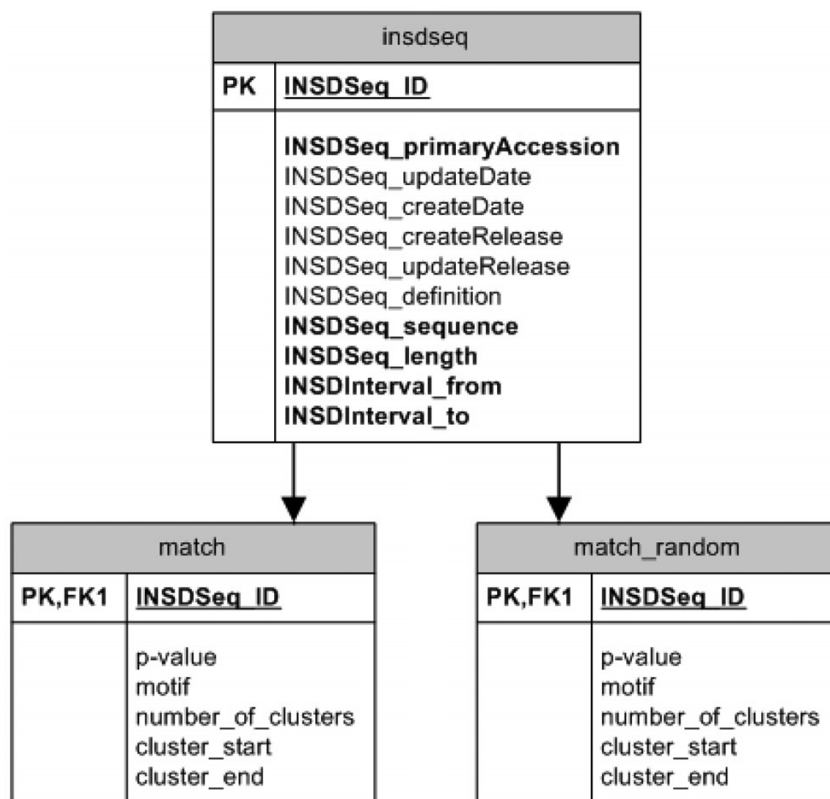 insdseq
PK INSDSeq_ID
INSDSeq_primaryAccession
INSDSeq_updateDate
INSDSeq_createDate
INSDSeq_createRelease
INSDSeq_updateRelease
INSDSeq_definition
INSDSeq_sequence
INSDSeq_length
INSDInterval_from
INSDInterval_to
match
PK,FK1 INSDSeq_ID
p-value
motif
number_of_clusters
cluster_start
cluster_end
match_random
PK,FK1 INSDSeq_ID
p-value
motif
number_of_clusters
cluster_start
cluster_end